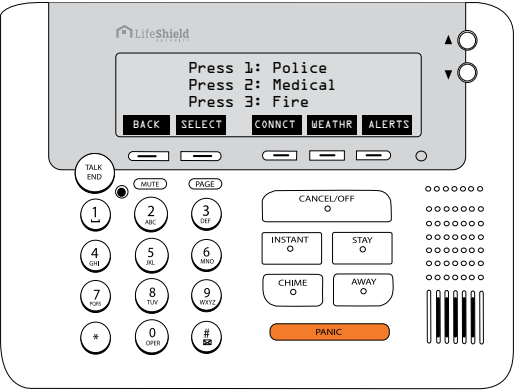 LifeShield
SECURITY
Press 1: Police
Press 2: Medical
Press 3: Fire
BACK SELECT CONNCT WEATHR ALERTS
TALK
END
MUTE PAGE
1
2
ABC
3
DEF
4
GHI
5
JKL
6
MNO
7
PQRS
8
TUV
9
WXYZ
*
0
OPER
#
CANCEL/OFF
INSTANT STAY
CHIME AWAY
PANIC